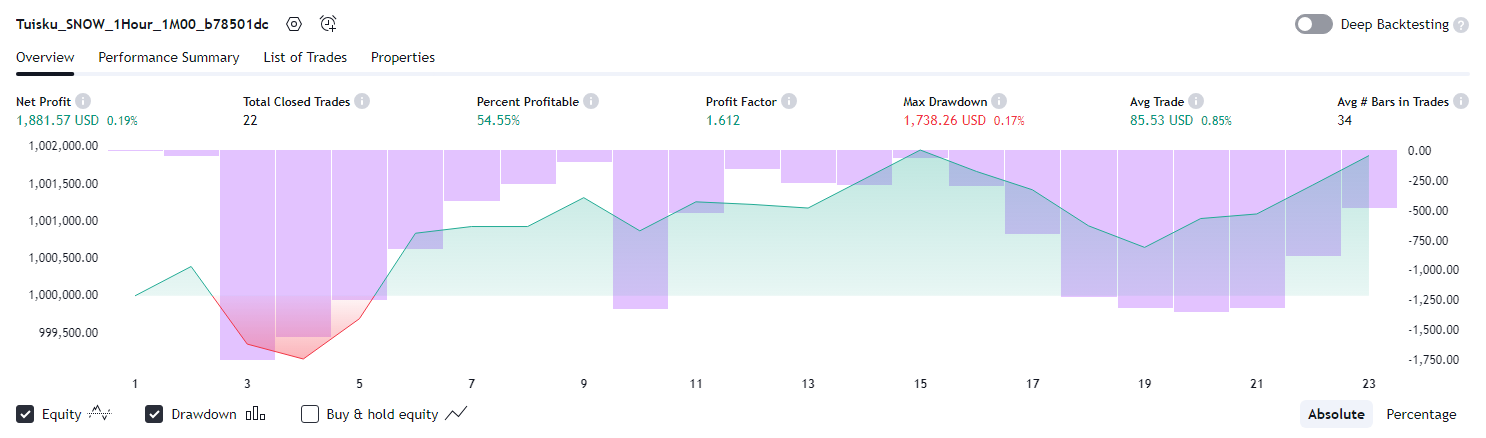 Tuisku_SNOW_1Hour_1M00_b78501dc
Deep Backtesting ?
Overview Performance Summary List of Trades Properties
Net Profit i Total Closed Trades i Percent Profitable i Profit Factor i Max Drawdown i Avg Trade i Avg # Bars in Trades i
1,881.57 USD 0.19% 22 54.55% 1.612 1,738.26 USD 0.17% 85.53 USD 0.85% 34
1,002,000.00 0.00
1,001,500.00 -250.00
1,001,000.00 -500.00
1,000,500.00 -750.00
1,000,000.00 -1,000.00
999,500.00 -1,250.00
-1,500.00
-1,750.00
1 3 5 7 9 11 13 15 17 19 21 23
Equity Drawdown Buy & hold equity Absolute Percentage